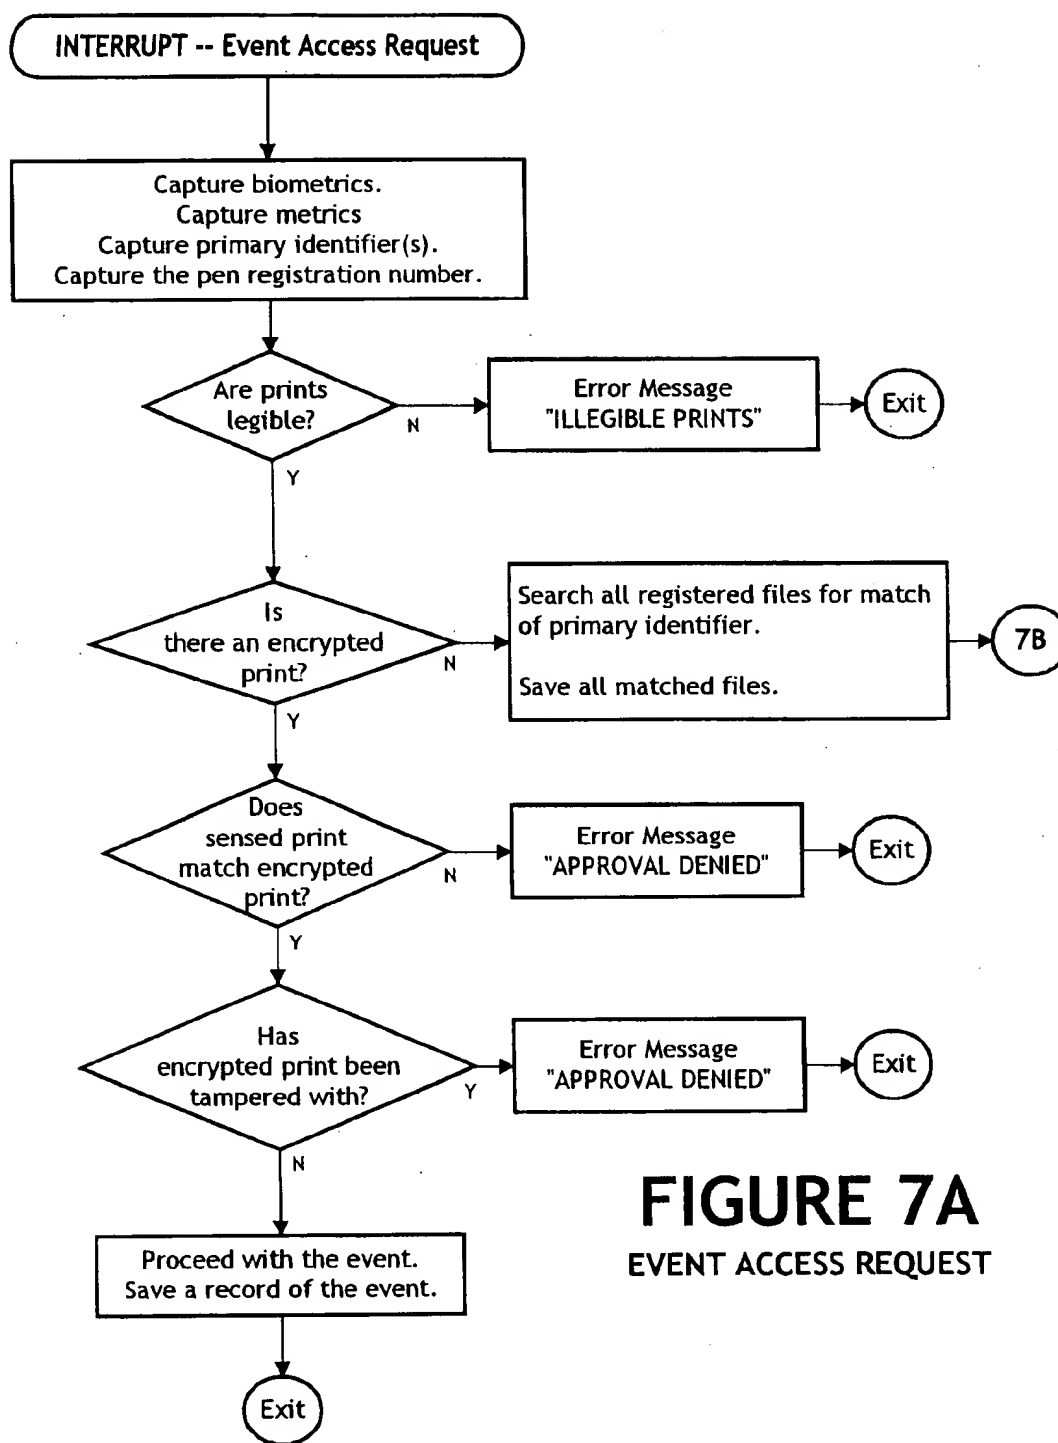 INTERRUPT -- Event Access Request
Capture biometrics.
Capture metrics
Capture primary identifier(s).
Capture the pen registration number.
Are prints
legible?
N
Error Message
"ILLEGIBLE PRINTS"
Exit
Y
Is
there an encrypted
print?
N
Search all registered files for match
of primary identifier.
Save all matched files.
7B
Y
Does
sensed print
match encrypted
print?
N
Error Message
"APPROVAL DENIED"
Exit
Y
Has
encrypted print been
tampered with?
Y
Error Message
"APPROVAL DENIED"
Exit
N
Proceed with the event.
Save a record of the event.
Exit
FIGURE 7A
EVENT ACCESS REQUEST